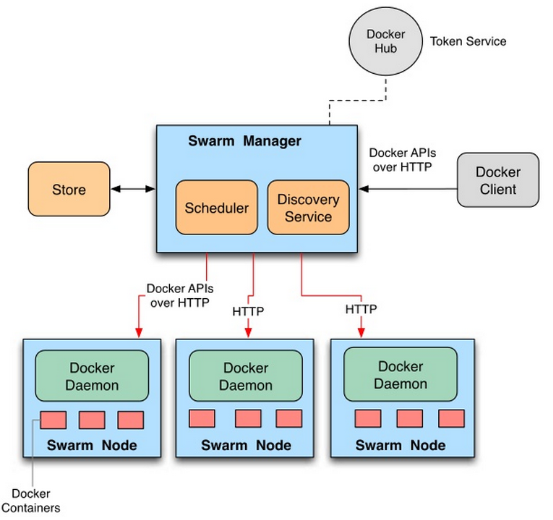 Docker
Hub
Token Service
Swarm Manager
Docker APIs
over HTTP
Store
Scheduler
Discovery
Service
Docker
Client
Docker APIs
over HTTP
HTTP
HTTP
Docker
Daemon
Docker
Daemon
Docker
Daemon
Swarm Node
Swarm Node
Swarm Node
Docker
Containers